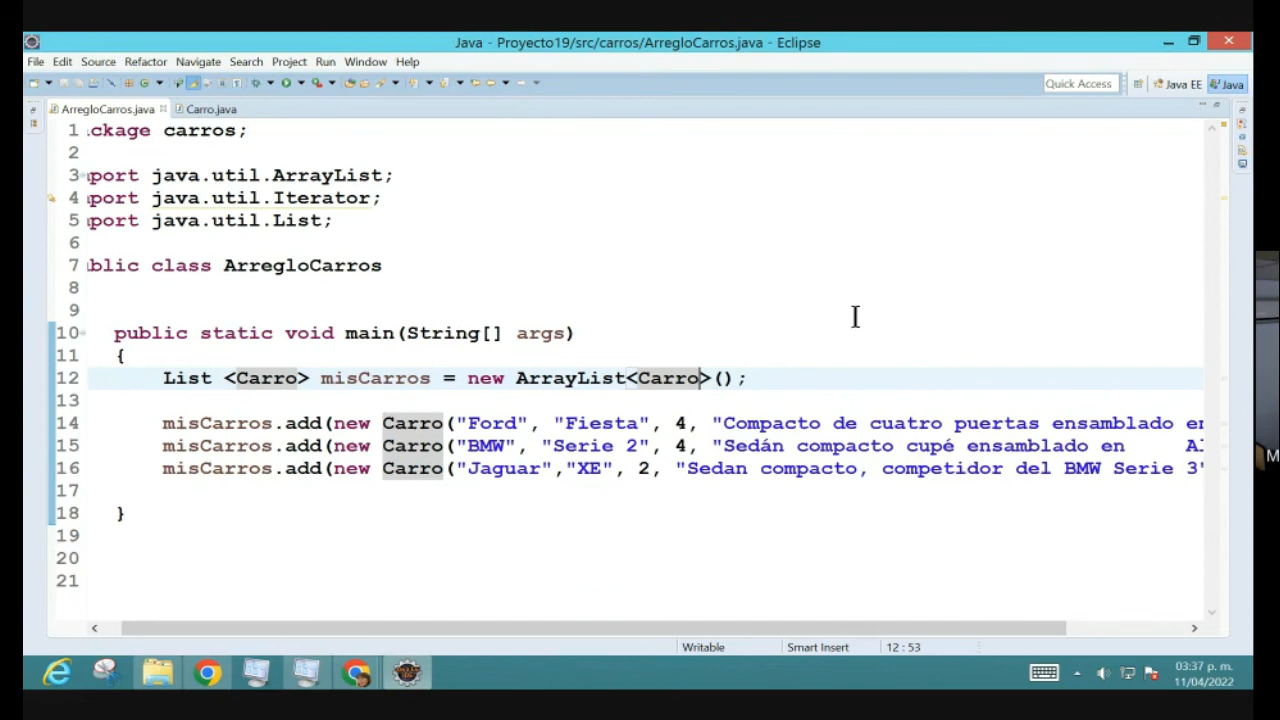 Java - Proyecto19/src/carros/ArregloCarros.java - Eclipse
File Edit Source Refactor Navigate Search Project Run Window Help
Quick Access Java EE Java
ArregloCarros.java Carro.java
1 ckage carros;
2
3 port java.util.ArrayList;
4 port java.util.Iterator;
5 port java.util.List;
6
7 blic class ArregloCarros
8
9
10 public static void main(String[] args)
11 {
12 List <Carro> misCarros = new ArrayList<Carro>();
13
14 misCarros.add(new Carro("Ford", "Fiesta", 4, "Compacto de cuatro puertas ensamblado en
15 misCarros.add(new Carro("BMW", "Serie 2", 4, "Sedán compacto cupé ensamblado en Al
16 misCarros.add(new Carro("Jaguar","XE", 2, "Sedan compacto, competidor del BMW Serie 3"
17
18 }
19
20
21
Writable Smart Insert 12 : 53
03:37 p. m.
11/04/2022
M